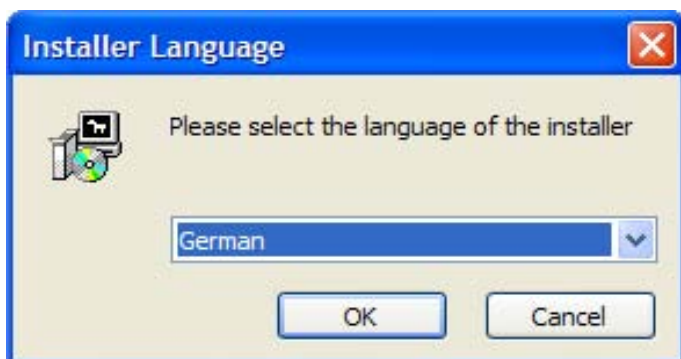 Installer Language
Please select the language of the installer
German
OK Cancel